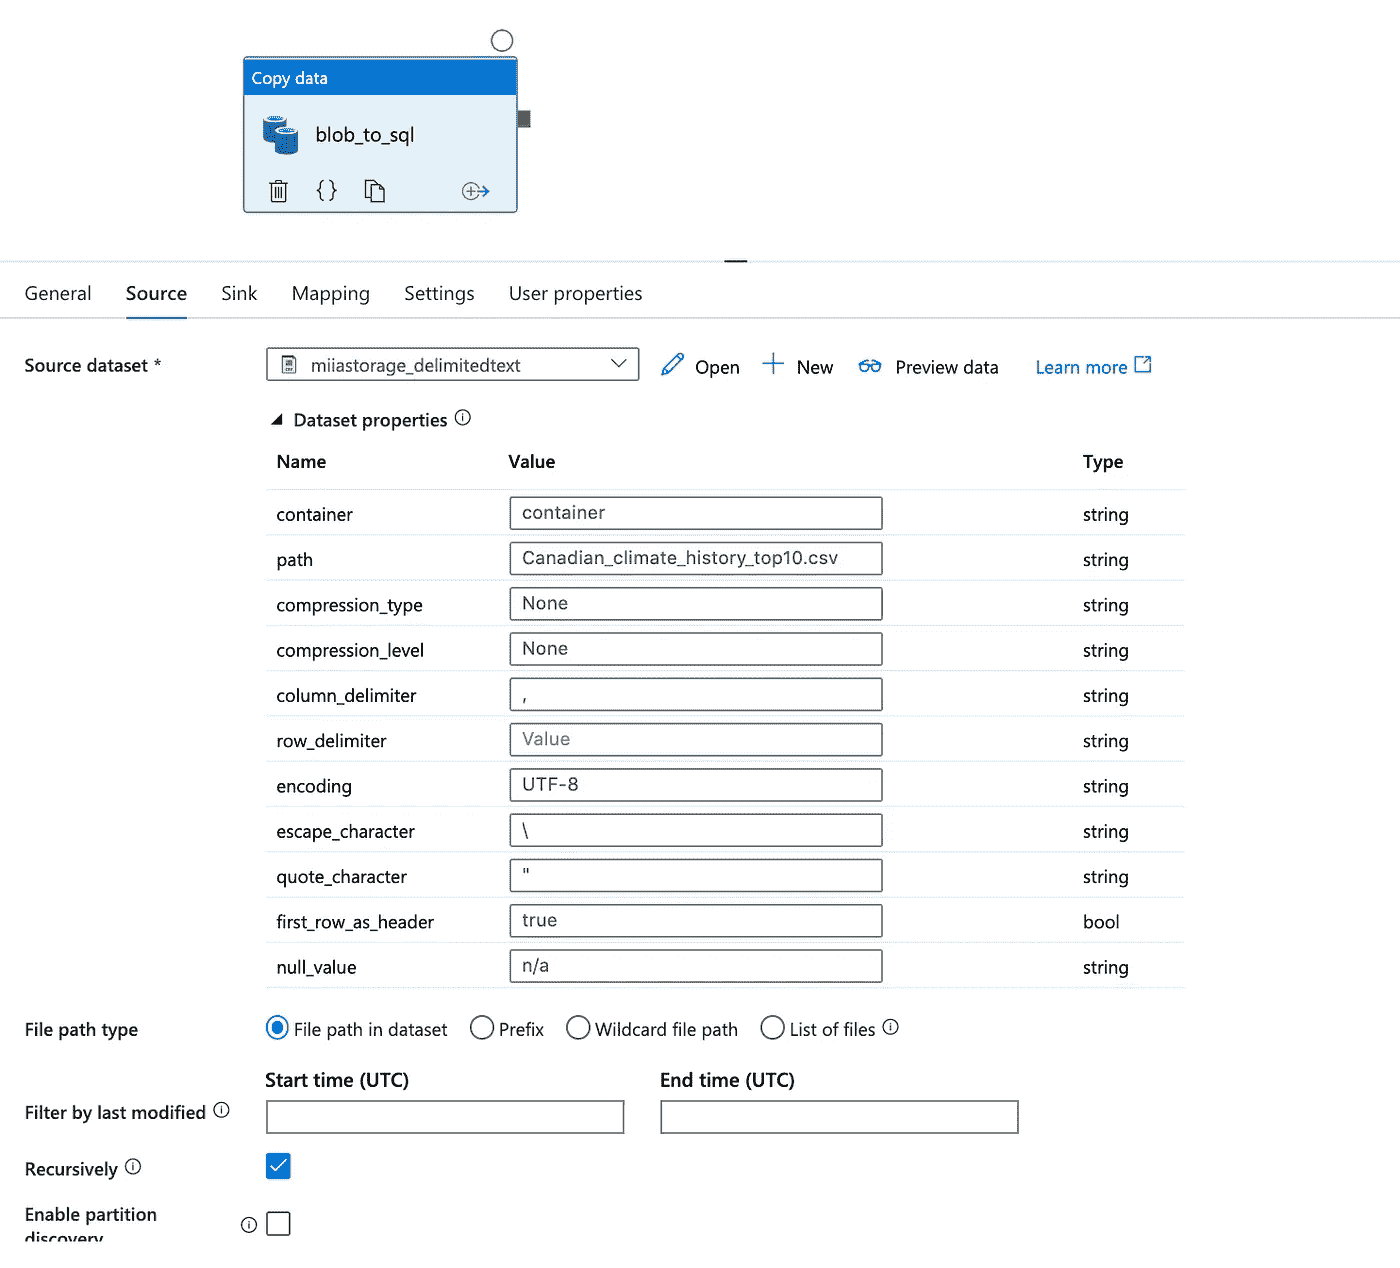 Copy data
blob_to_sql
General Source Sink Mapping Settings User properties
Source dataset * miiastorage_delimitedtext Open New Preview data Learn more
Dataset properties
Name Value Type
container container string
path Canadian_climate_history_top10.csv string
compression_type None string
compression_level None string
column_delimiter , string
row_delimiter Value string
encoding UTF-8 string
escape_character \ string
quote_character " string
first_row_as_header true bool
null_value n/a string
File path type File path in dataset Prefix Wildcard file path List of files
Start time (UTC) End time (UTC)
Filter by last modified
Recursively
Enable partition
discovery